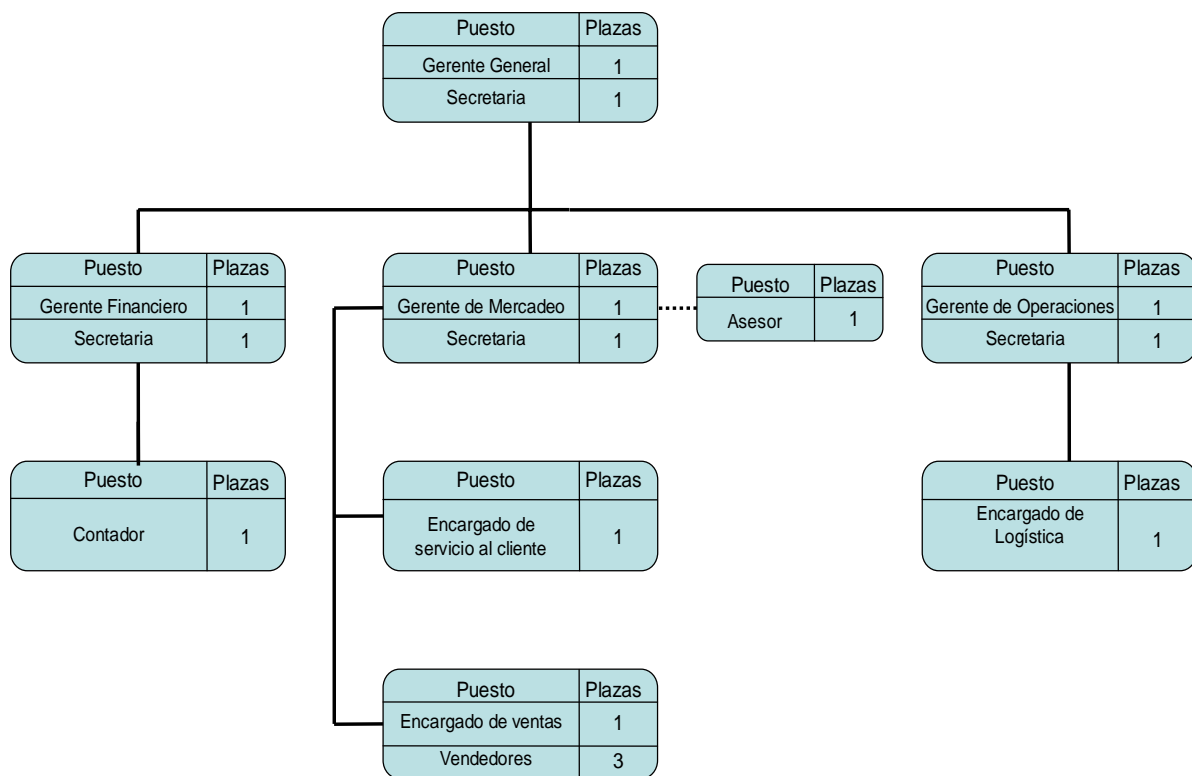 Puesto Plazas
Gerente General 1
Secretaria 1
Puesto Plazas
Gerente Financiero 1
Secretaria 1
Puesto Plazas
Gerente de Mercadeo 1
Secretaria 1
Puesto Plazas
Asesor 1
Puesto Plazas
Gerente de Operaciones 1
Secretaria 1
Puesto Plazas
Contador 1
Puesto Plazas
Encargado de
servicio al cliente 1
Puesto Plazas
Encargado de
Logística 1
Puesto Plazas
Encargado de ventas 1
Vendedores 3